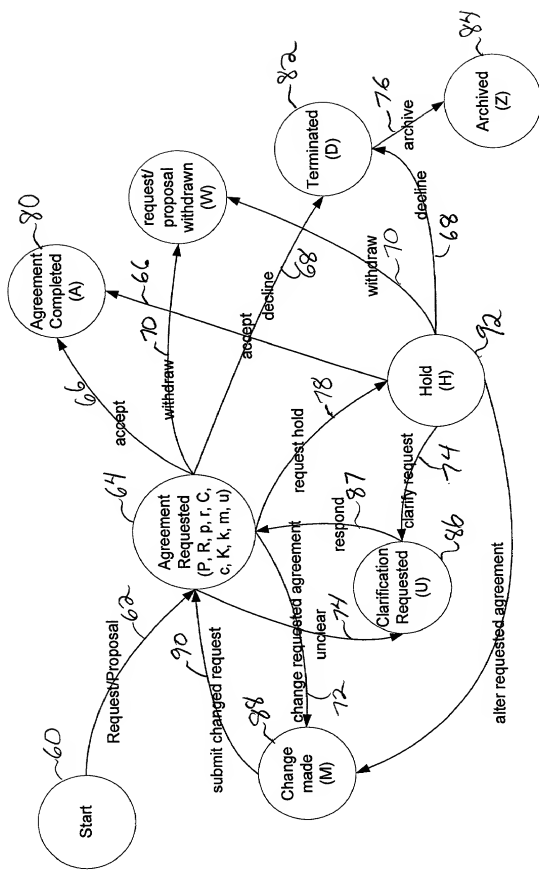 60
Start
Request/Proposal
62
64
Agreement
Requested
(P, R, p, r, C,
c, K, k, m, u)
accept
66
Agreement
Completed
(A)
80
withdraw
70
request/
proposal
withdrawn
(W)
accept
66
decline
68
Terminated
(D)
82
archive
76
Archived
(Z)
84
withdraw
70
decline
68
request hold
78
Hold
(H)
92
clarify request
74
respond
87
Clarification
Requested
(U)
86
unclear
74
change requested agreement
72
submit changed request
90
Change
made
(M)
88
alter requested agreement